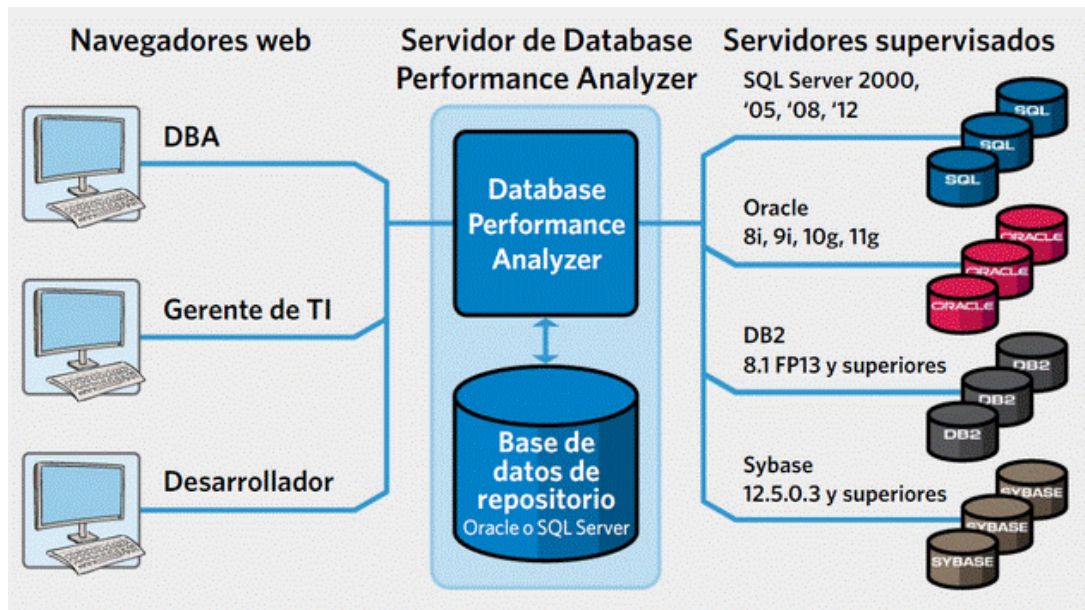 Navegadores web
Servidor de Database
Performance Analyzer
Servidores supervisados
DBA
Gerente de TI
Desarrollador
Database
Performance
Analyzer
Base de
datos de
repositorio
Oracle o SQL Server
SQL Server 2000,
‘05, ‘08, ‘12
SQL
SQL
SQL
Oracle
8i, 9i, 10g, 11g
ORACLE
ORACLE
ORACLE
DB2
8.1 FP13 y superiores
DB2
DB2
DB2
Sybase
12.5.0.3 y superiores
SYBASE
SYBASE
SYBASE